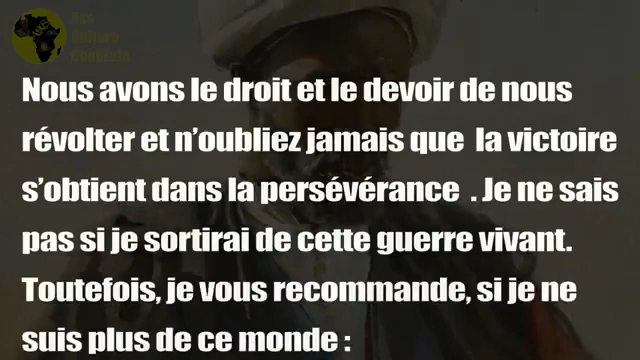 Nous avons le droit et le devoir de nous
révolter et n’oubliez jamais que la victoire
s’obtient dans la persévérance . Je ne sais
pas si je sortirai de cette guerre vivant.
Toutefois, je vous recommande, si je ne
suis plus de ce monde :